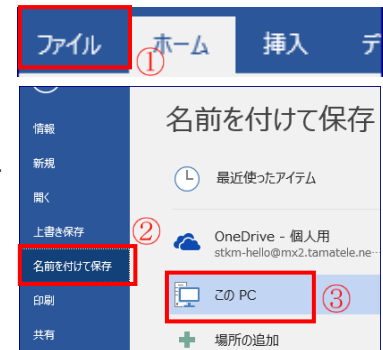 ファイル
①
ホーム
挿入
デ
情報
新規
開く
上書き保存
②
名前を付けて保存
印刷
共有
名前を付けて保存
最近使ったアイテム
OneDrive - 個人用
stkm-hello@mx2.tamatele.ne...
この PC
③
場所の追加